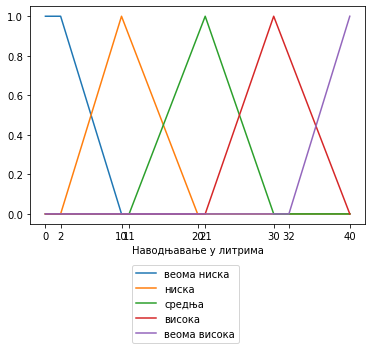 1.0
0.8
0.6
0.4
0.2
0.0
0 2 10 11 20 21 30 32 40
Наводњавање у литрима
веома ниска
ниска
средња
висока
веома висока